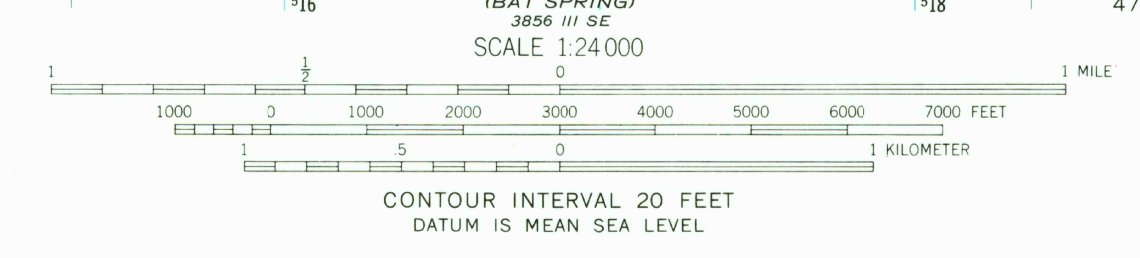 ⁵16 (BAT SPRING) ⁵18 47
3856 III SE
SCALE 1:24 000
1 1/2 0 1 MILE
1000 0 1000 2000 3000 4000 5000 6000 7000 FEET
1 .5 0 1 KILOMETER
CONTOUR INTERVAL 20 FEET
DATUM IS MEAN SEA LEVEL